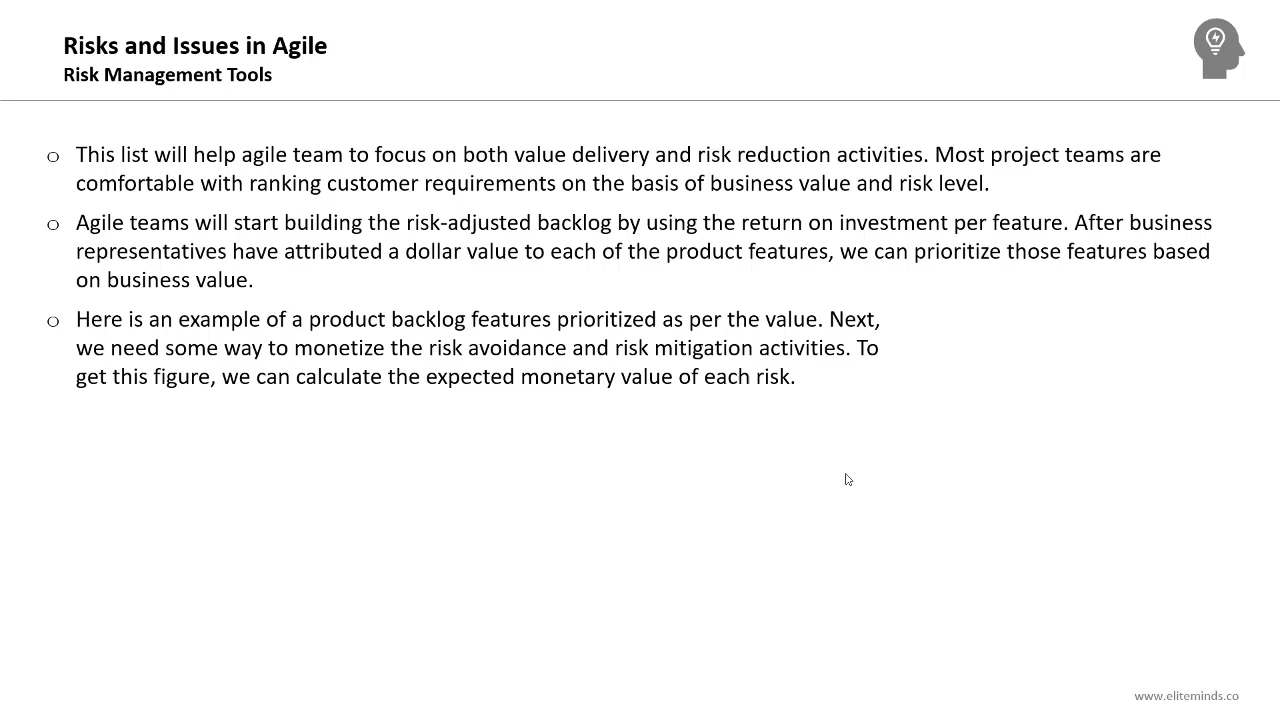 Risks and Issues in Agile
Risk Management Tools
o This list will help agile team to focus on both value delivery and risk reduction activities. Most project teams are
comfortable with ranking customer requirements on the basis of business value and risk level.
o Agile teams will start building the risk-adjusted backlog by using the return on investment per feature. After business
representatives have attributed a dollar value to each of the product features, we can prioritize those features based
on business value.
o Here is an example of a product backlog features prioritized as per the value. Next,
we need some way to monetize the risk avoidance and risk mitigation activities. To
get this figure, we can calculate the expected monetary value of each risk.
www.eliteminds.co